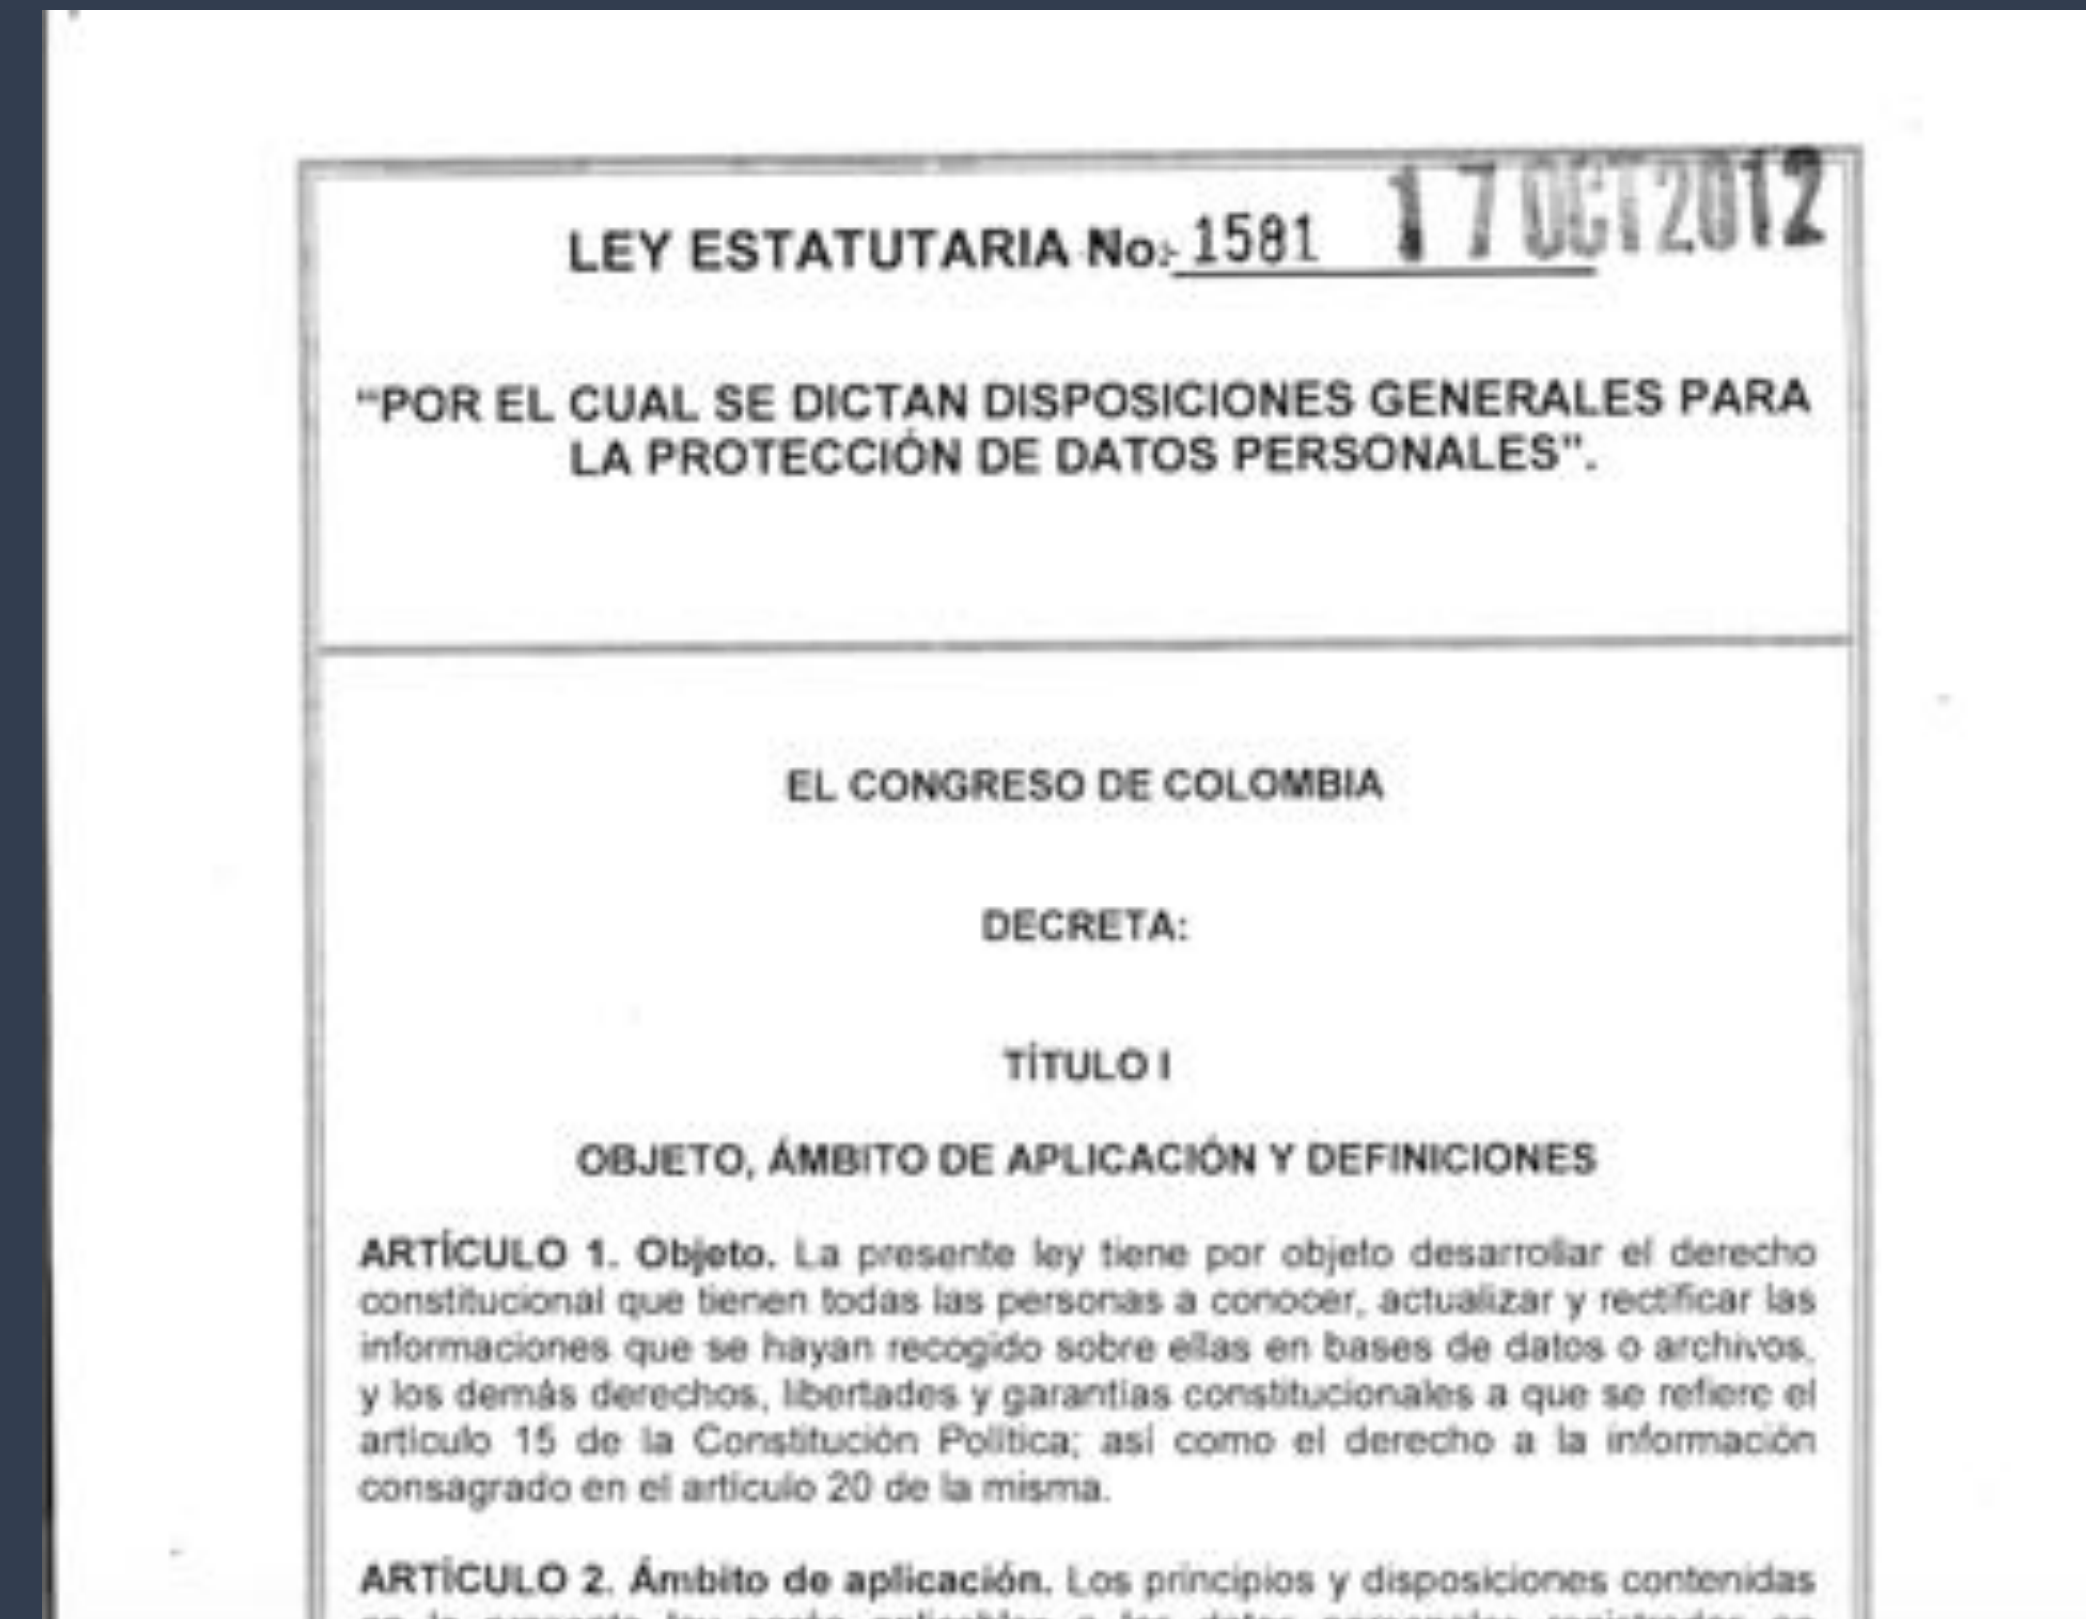 LEY ESTATUTARIA No. 1581 17 OCT 2012
“POR EL CUAL SE DICTAN DISPOSICIONES GENERALES PARA
LA PROTECCIÓN DE DATOS PERSONALES”.
EL CONGRESO DE COLOMBIA
DECRETA:
TÍTULO I
OBJETO, ÁMBITO DE APLICACIÓN Y DEFINICIONES
ARTÍCULO 1. Objeto. La presente ley tiene por objeto desarrollar el derecho
constitucional que tienen todas las personas a conocer, actualizar y rectificar las
informaciones que se hayan recogido sobre ellas en bases de datos o archivos,
y los demás derechos, libertades y garantías constitucionales a que se refiere el
artículo 15 de la Constitución Política; así como el derecho a la información
consagrado en el artículo 20 de la misma.
ARTÍCULO 2. Ámbito de aplicación. Los principios y disposiciones contenidas